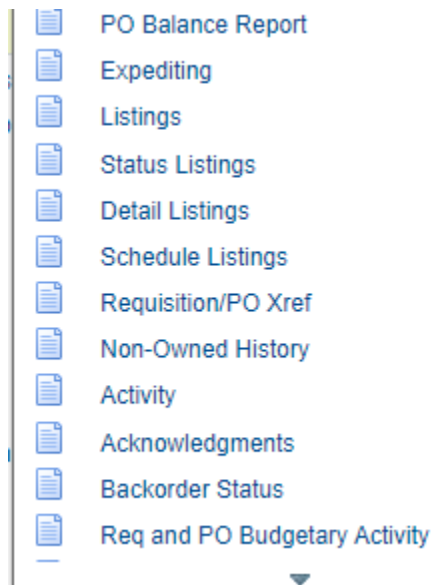 PO Balance Report
Expediting
Listings
Status Listings
Detail Listings
Schedule Listings
Requisition/PO Xref
Non-Owned History
Activity
Acknowledgments
Backorder Status
Req and PO Budgetary Activity